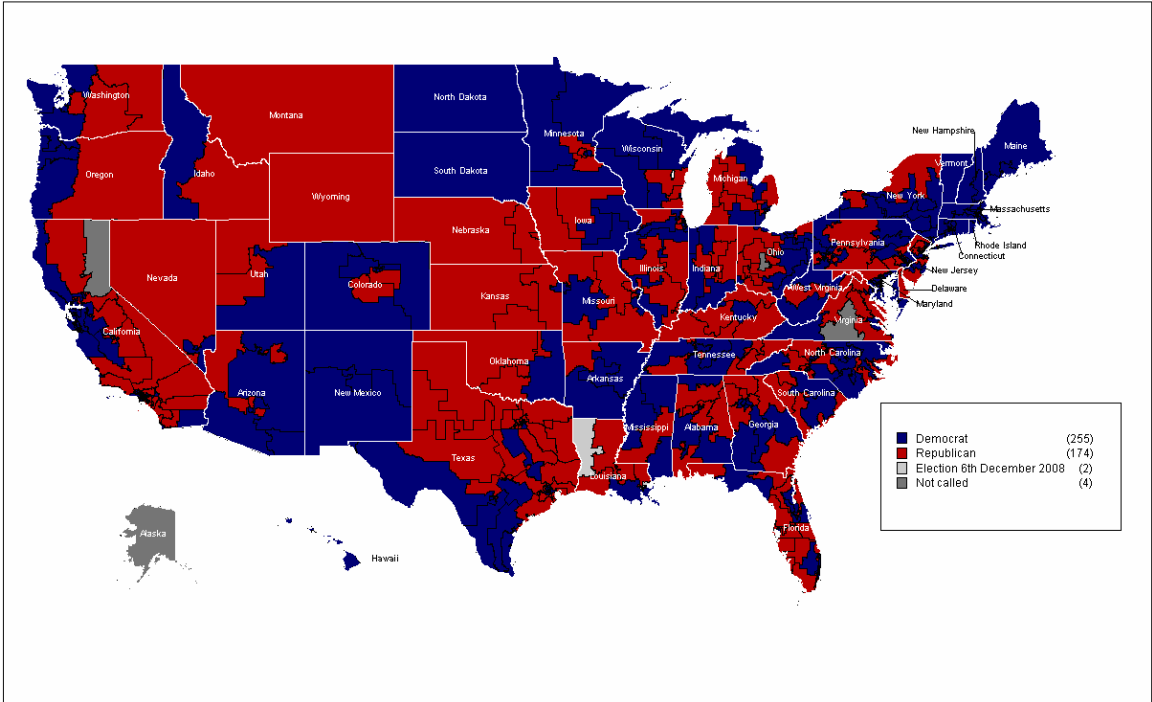 Washington
Montana
North Dakota
Minnesota
New Hampshire
Vermont
Maine
Oregon
Idaho
South Dakota
Wisconsin
Michigan
New York
Massachusetts
Wyoming
Iowa
Rhode Island
Connecticut
Nebraska
Pennsylvania
Ohio
New Jersey
Nevada
Utah
Colorado
Illinois
Indiana
West Virginia
Delaware
Maryland
Kansas
Missouri
Kentucky
Virginia
California
Oklahoma
Tennessee
North Carolina
Arizona
New Mexico
Arkansas
South Carolina
Texas
Mississippi
Alabama
Georgia
Louisiana
Florida
Alaska
Hawaii
Democrat (255)
Republican (174)
Election 6th December 2008 (2)
Not called (4)